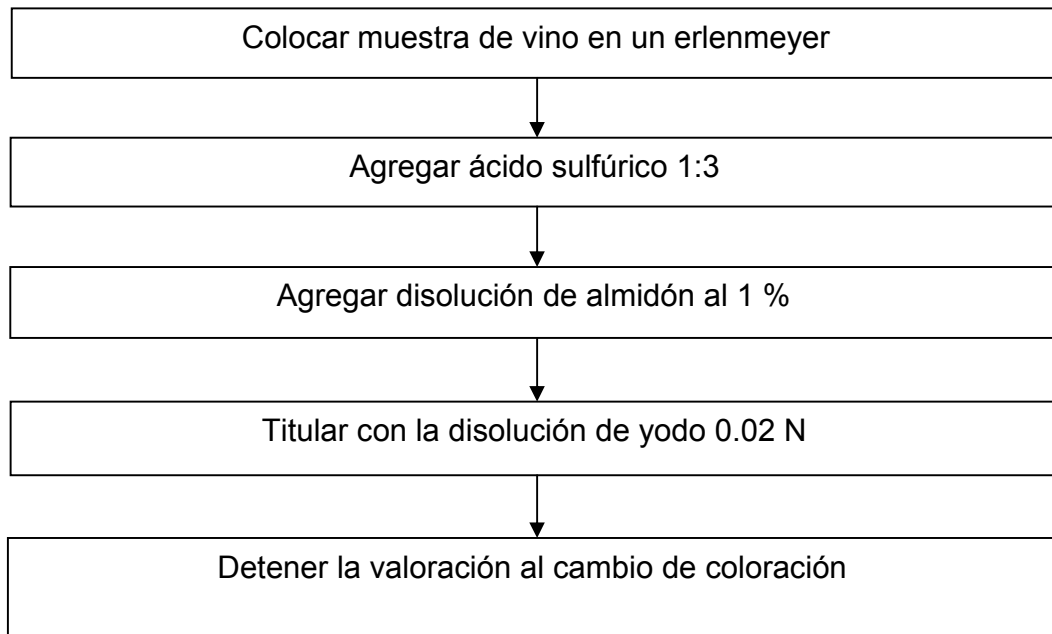 Colocar muestra de vino en un erlenmeyer
Agregar ácido sulfúrico 1:3
Agregar disolución de almidón al 1 %
Titular con la disolución de yodo 0.02 N
Detener la valoración al cambio de coloración